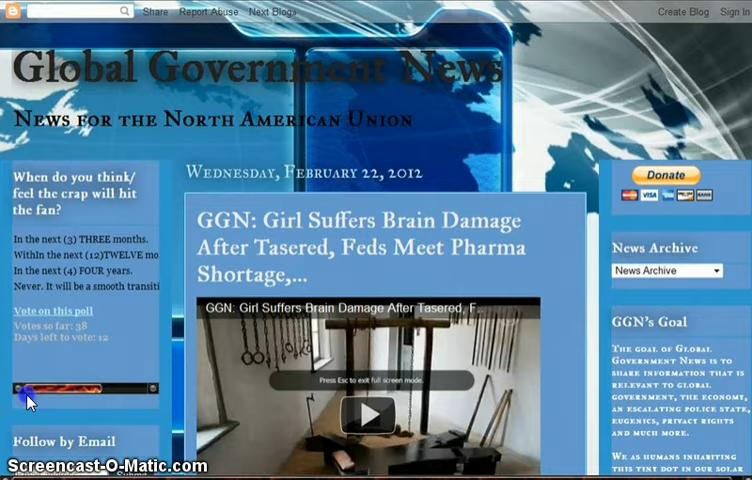 Share Report Abuse Next Blog»
Create Blog Sign In
Global Government News
News for the North American Union
When do you think/
feel the crap will hit
the fan?
In the next (3) THREE months.
WithIn the next (12)TWELVE mo
In the next (4) FOUR years.
Never. It will be a smooth transiti
Vote on this poll
Votes so far: 38
Days left to vote: 12
Follow by Email
Wednesday, February 22, 2012
GGN: Girl Suffers Brain Damage
After Tasered, Feds Meet Pharma
Shortage,...
GGN: Girl Suffers Brain Damage After Tasered, F...
Press Esc to exit full screen mode.
Donate
VISA
News Archive
News Archive
GGN's Goal
The goal of Global
Government News is to
share information that is
relevant to global
government, the economy,
an escalating police state,
eugenics, privacy rights
and much more.
We as humans inhabiting
this tiny dot in our solar
Screencast-O-Matic.com